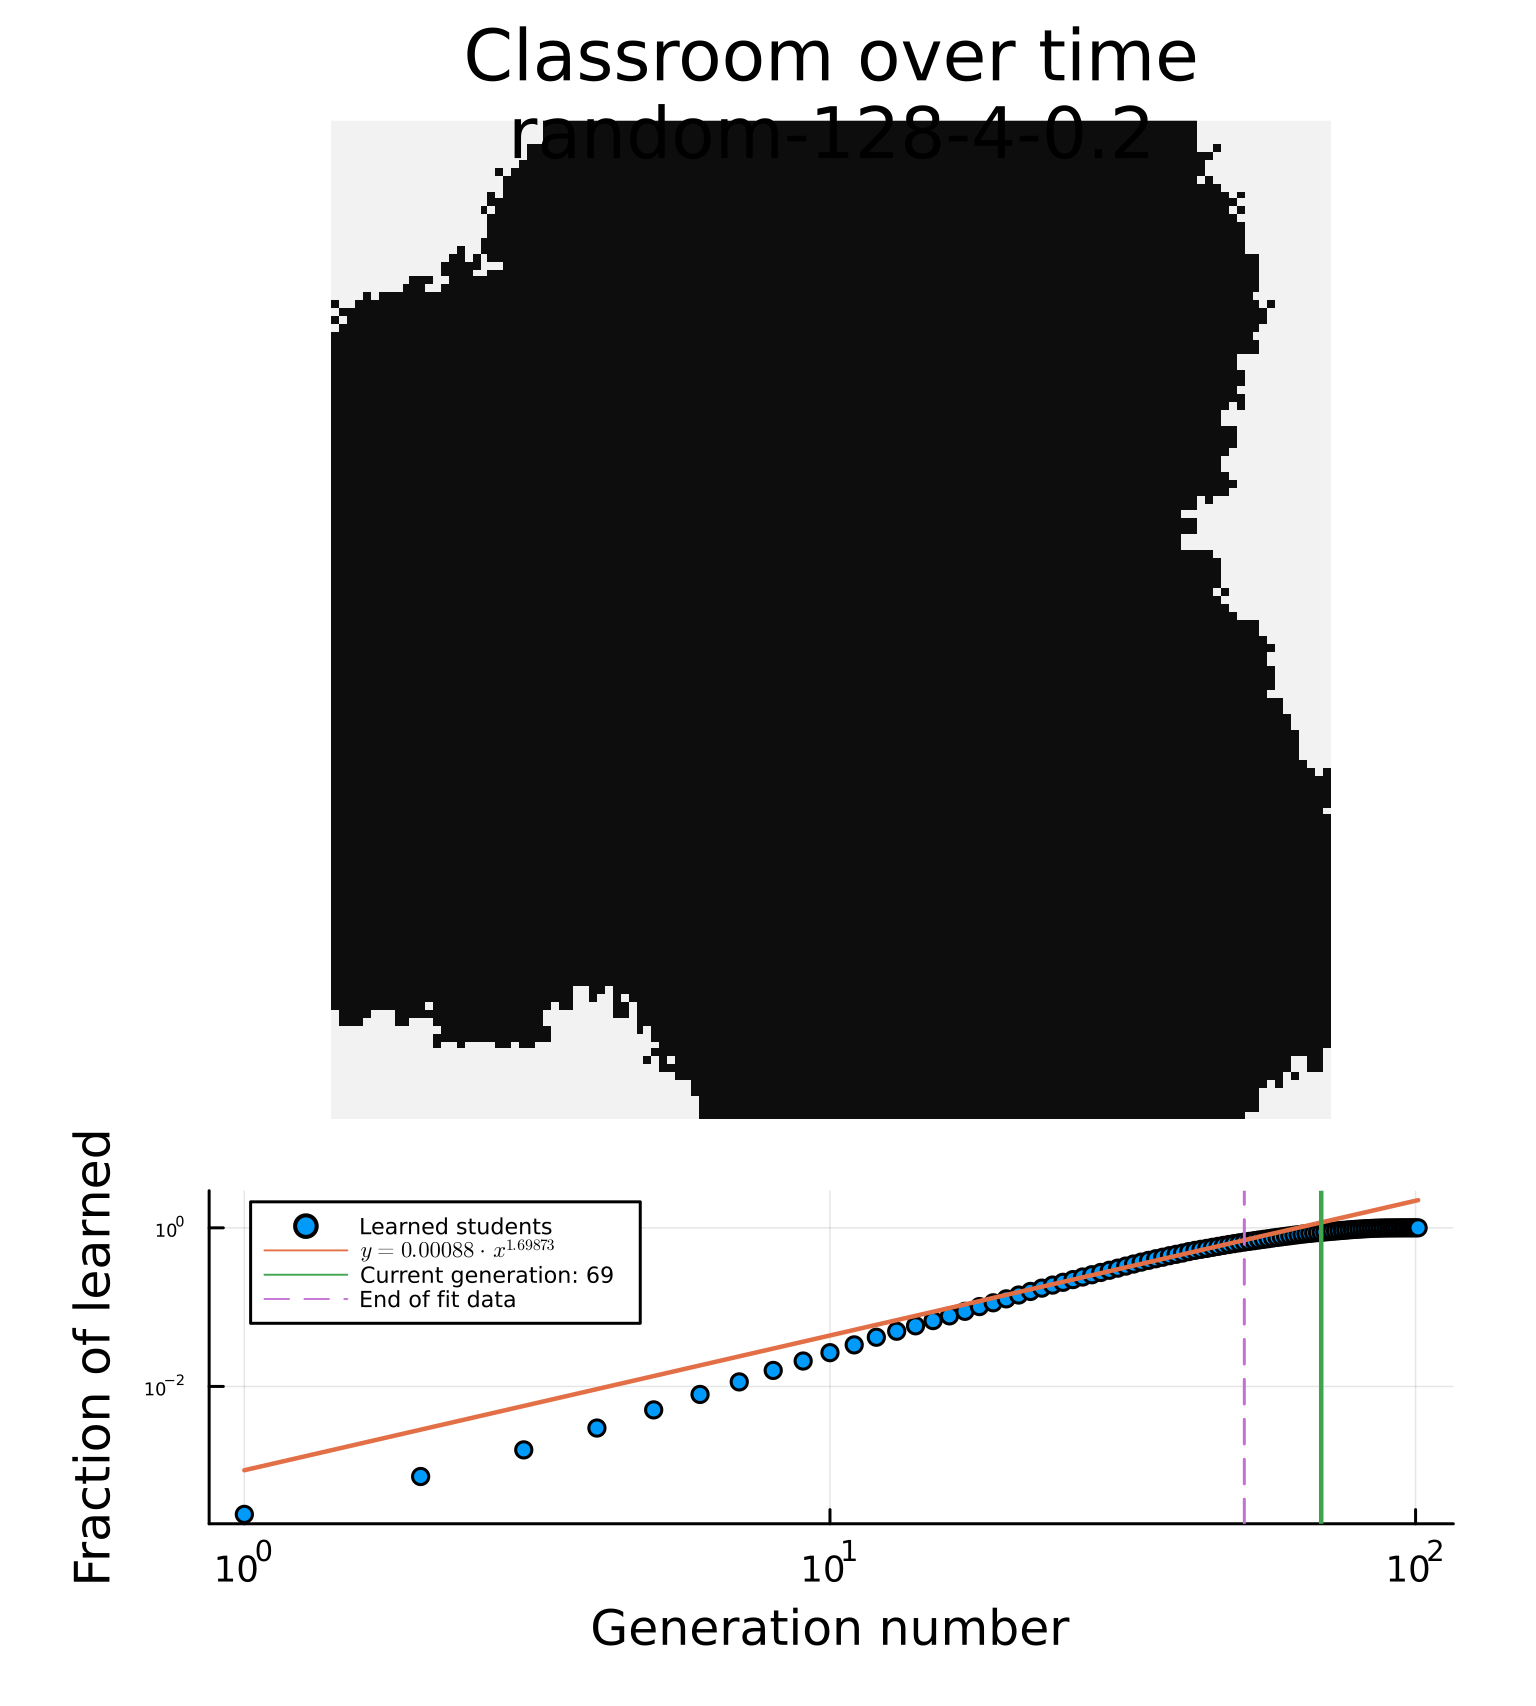 Classroom over time
random-128-4-0.2
Fraction of learned
10⁰
10⁻²
Learned students
y = 0.00088 · x^1.69873
Current generation: 69
End of fit data
10⁰ 10¹ 10²
Generation number